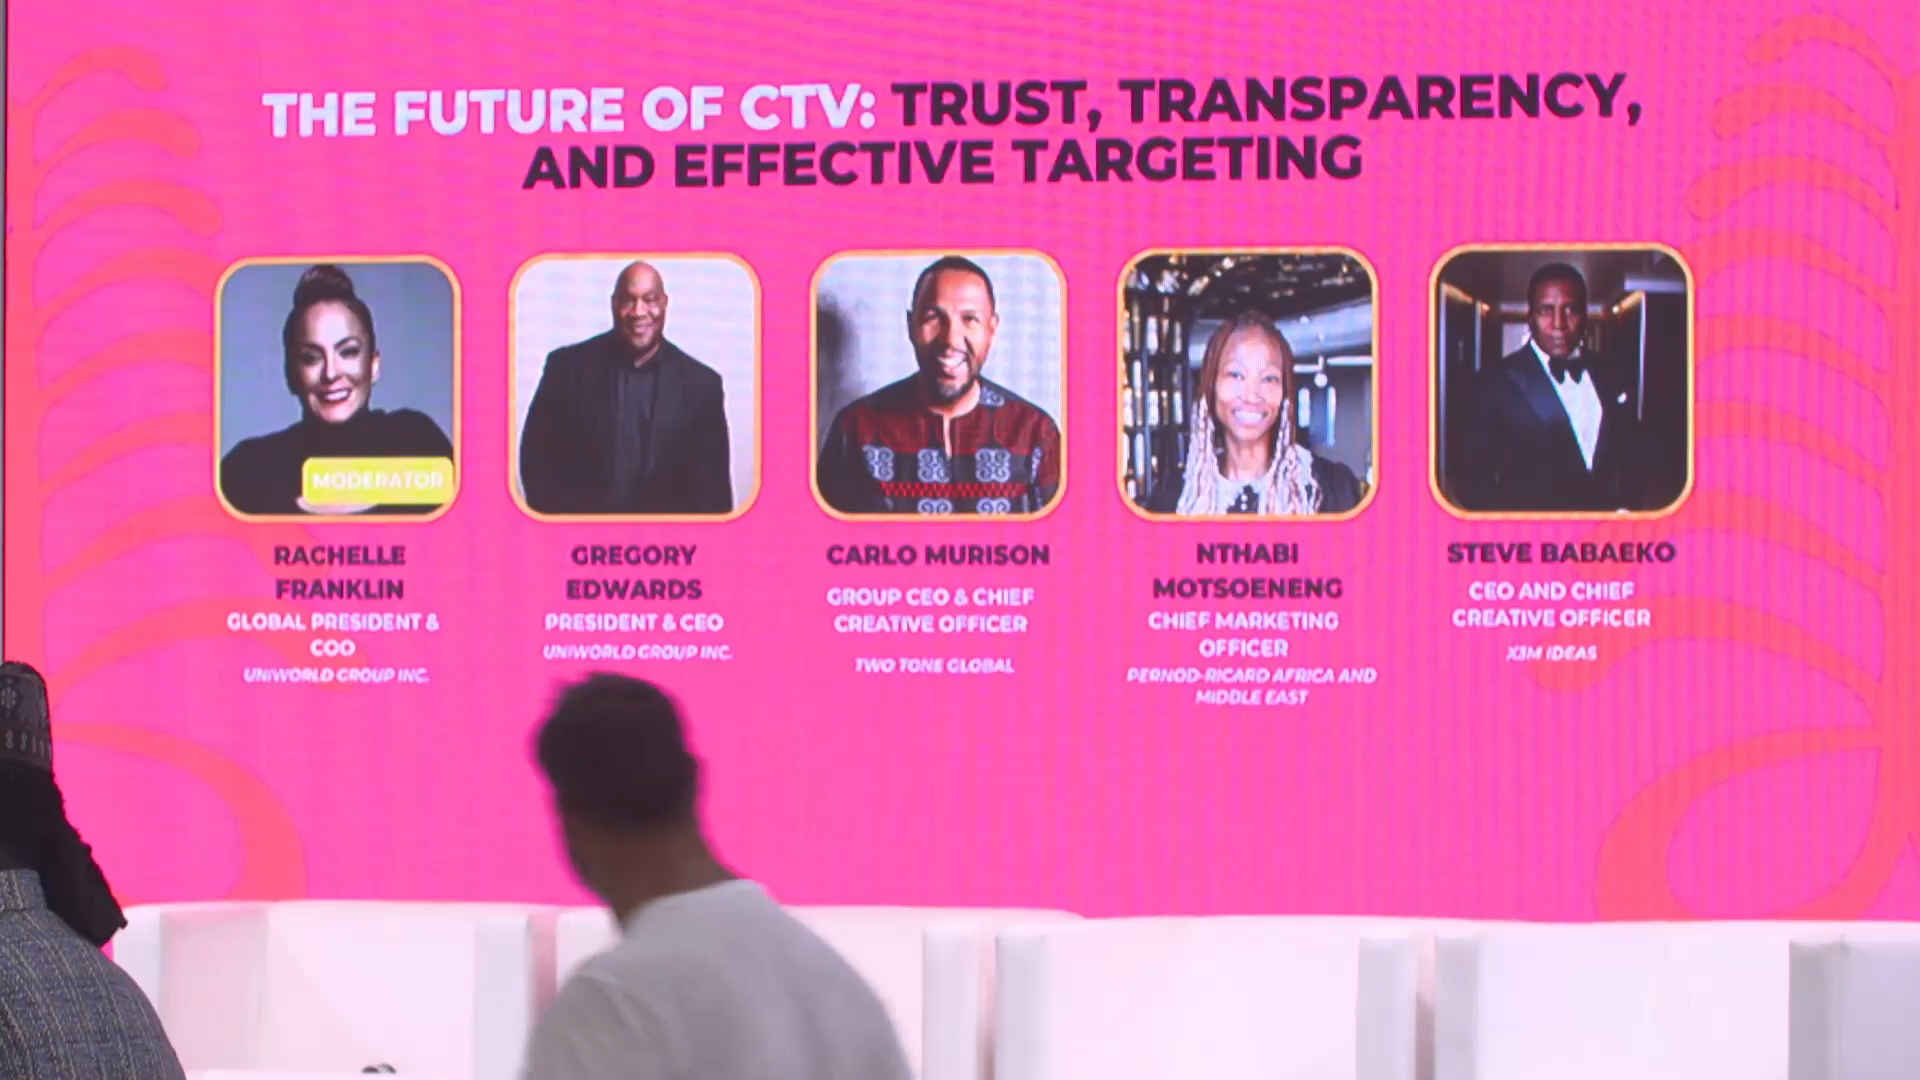 THE FUTURE OF CTV: TRUST, TRANSPARENCY,
AND EFFECTIVE TARGETING
MODERATOR
RACHELLE
FRANKLIN
GLOBAL PRESIDENT &
COO
UNIWORLD GROUP INC.
GREGORY
EDWARDS
PRESIDENT & CEO
UNIWORLD GROUP INC.
CARLO MURISON
GROUP CEO & CHIEF
CREATIVE OFFICER
TWO TONE GLOBAL
NTHABI
MOTSOENENG
CHIEF MARKETING
OFFICER
PERNOD-RICARD AFRICA AND
MIDDLE EAST
STEVE BABAEKO
CEO AND CHIEF
CREATIVE OFFICER
X3M IDEAS